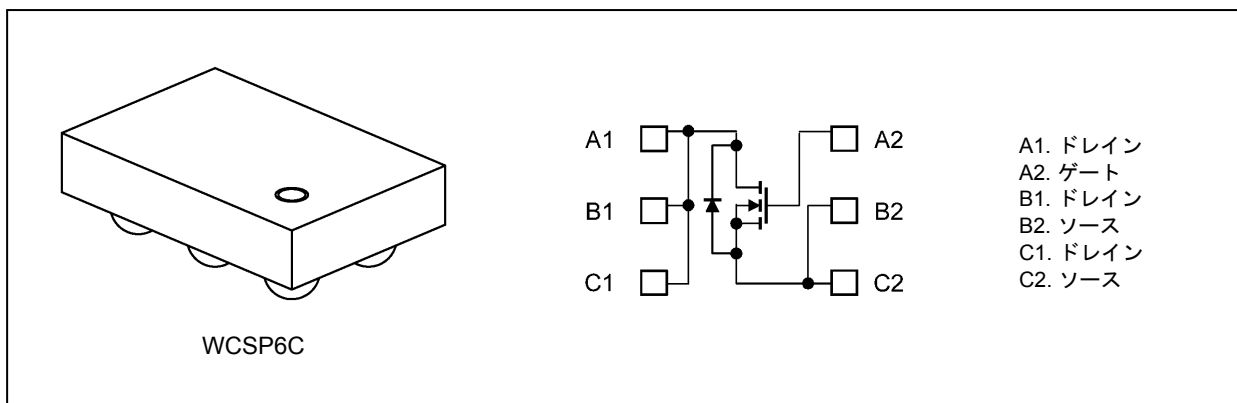 WCSP6C
A1
B1
C1
A2
B2
C2
A1. ドレイン
A2. ゲート
B1. ドレイン
B2. ソース
C1. ドレイン
C2. ソース